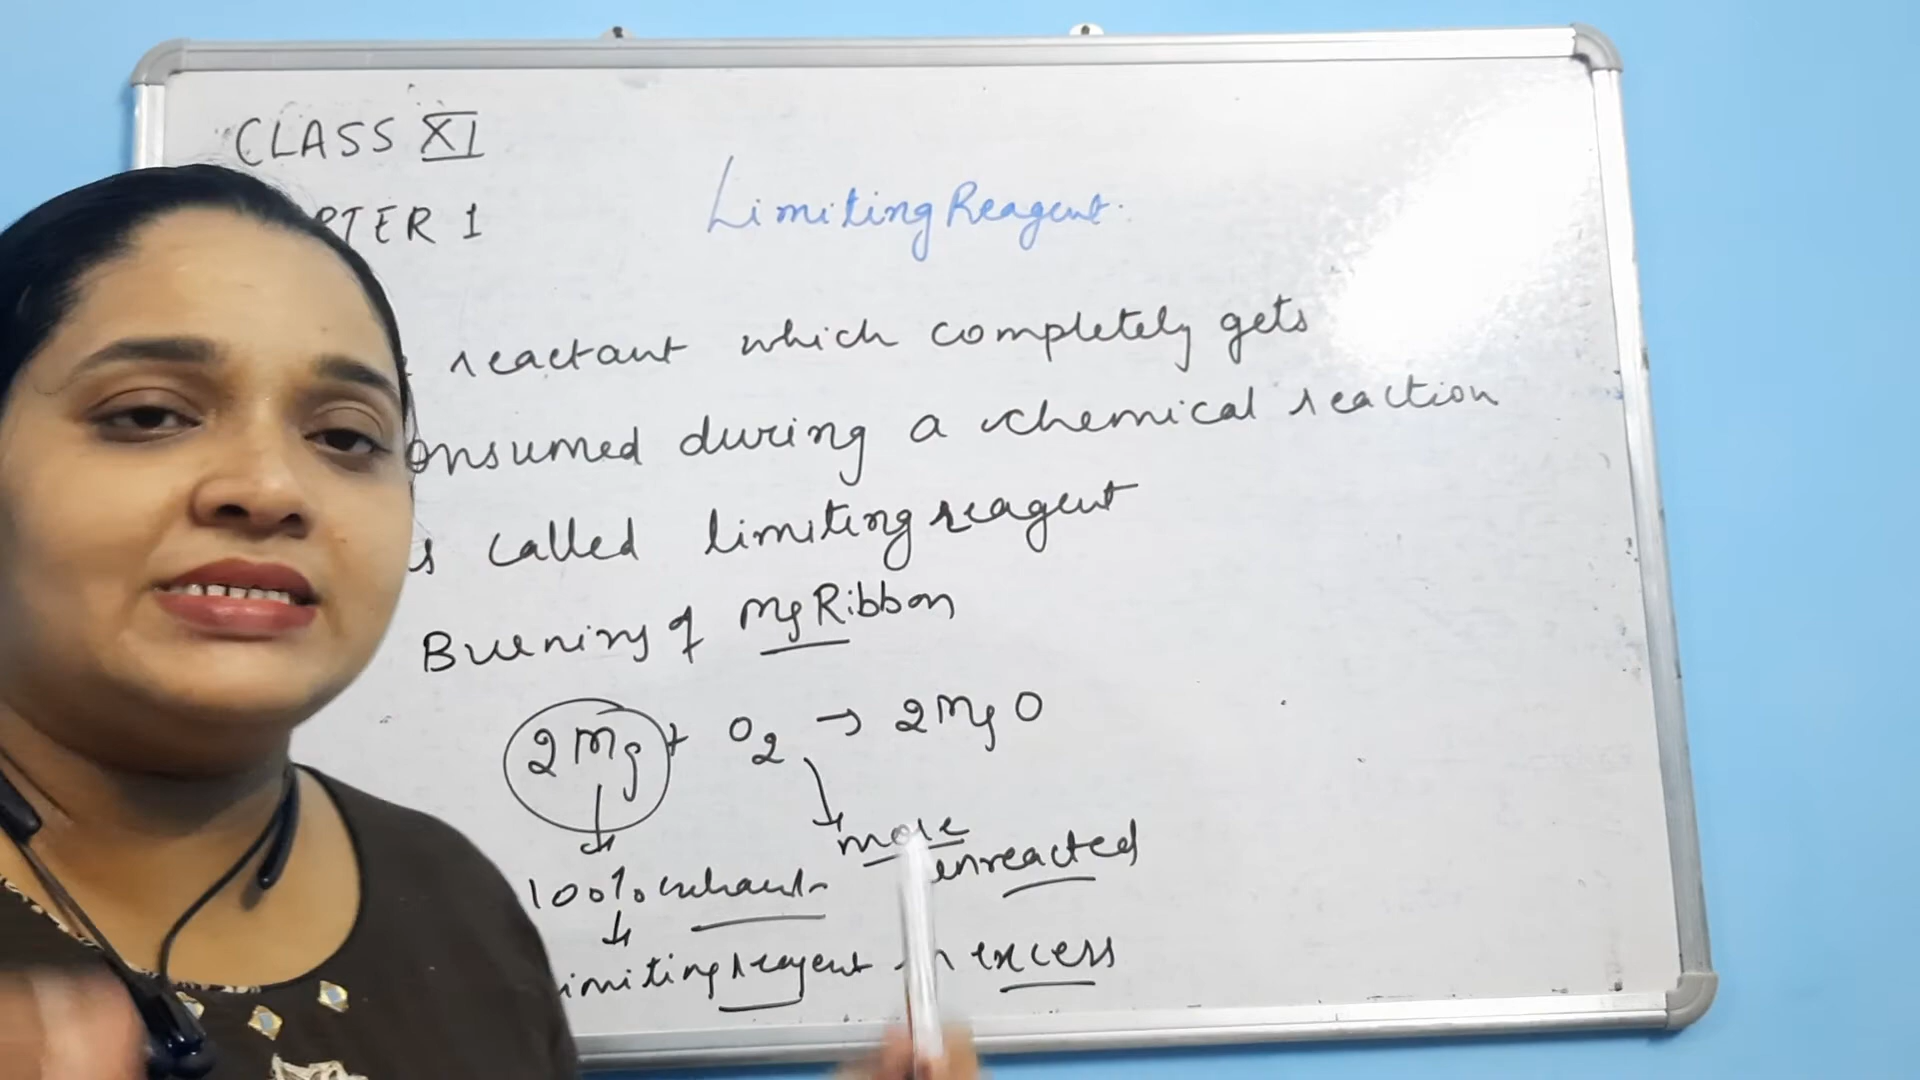 CLASS XI
PTER 1
Limiting Reagent.
reactant which completely gets
onsumed during a chemical reaction
s called limiting reagent
Burning of Mg Ribbon
2Mg + O2 → 2MgO
more
unreacted
100% exhaust
imiting reagent
excess